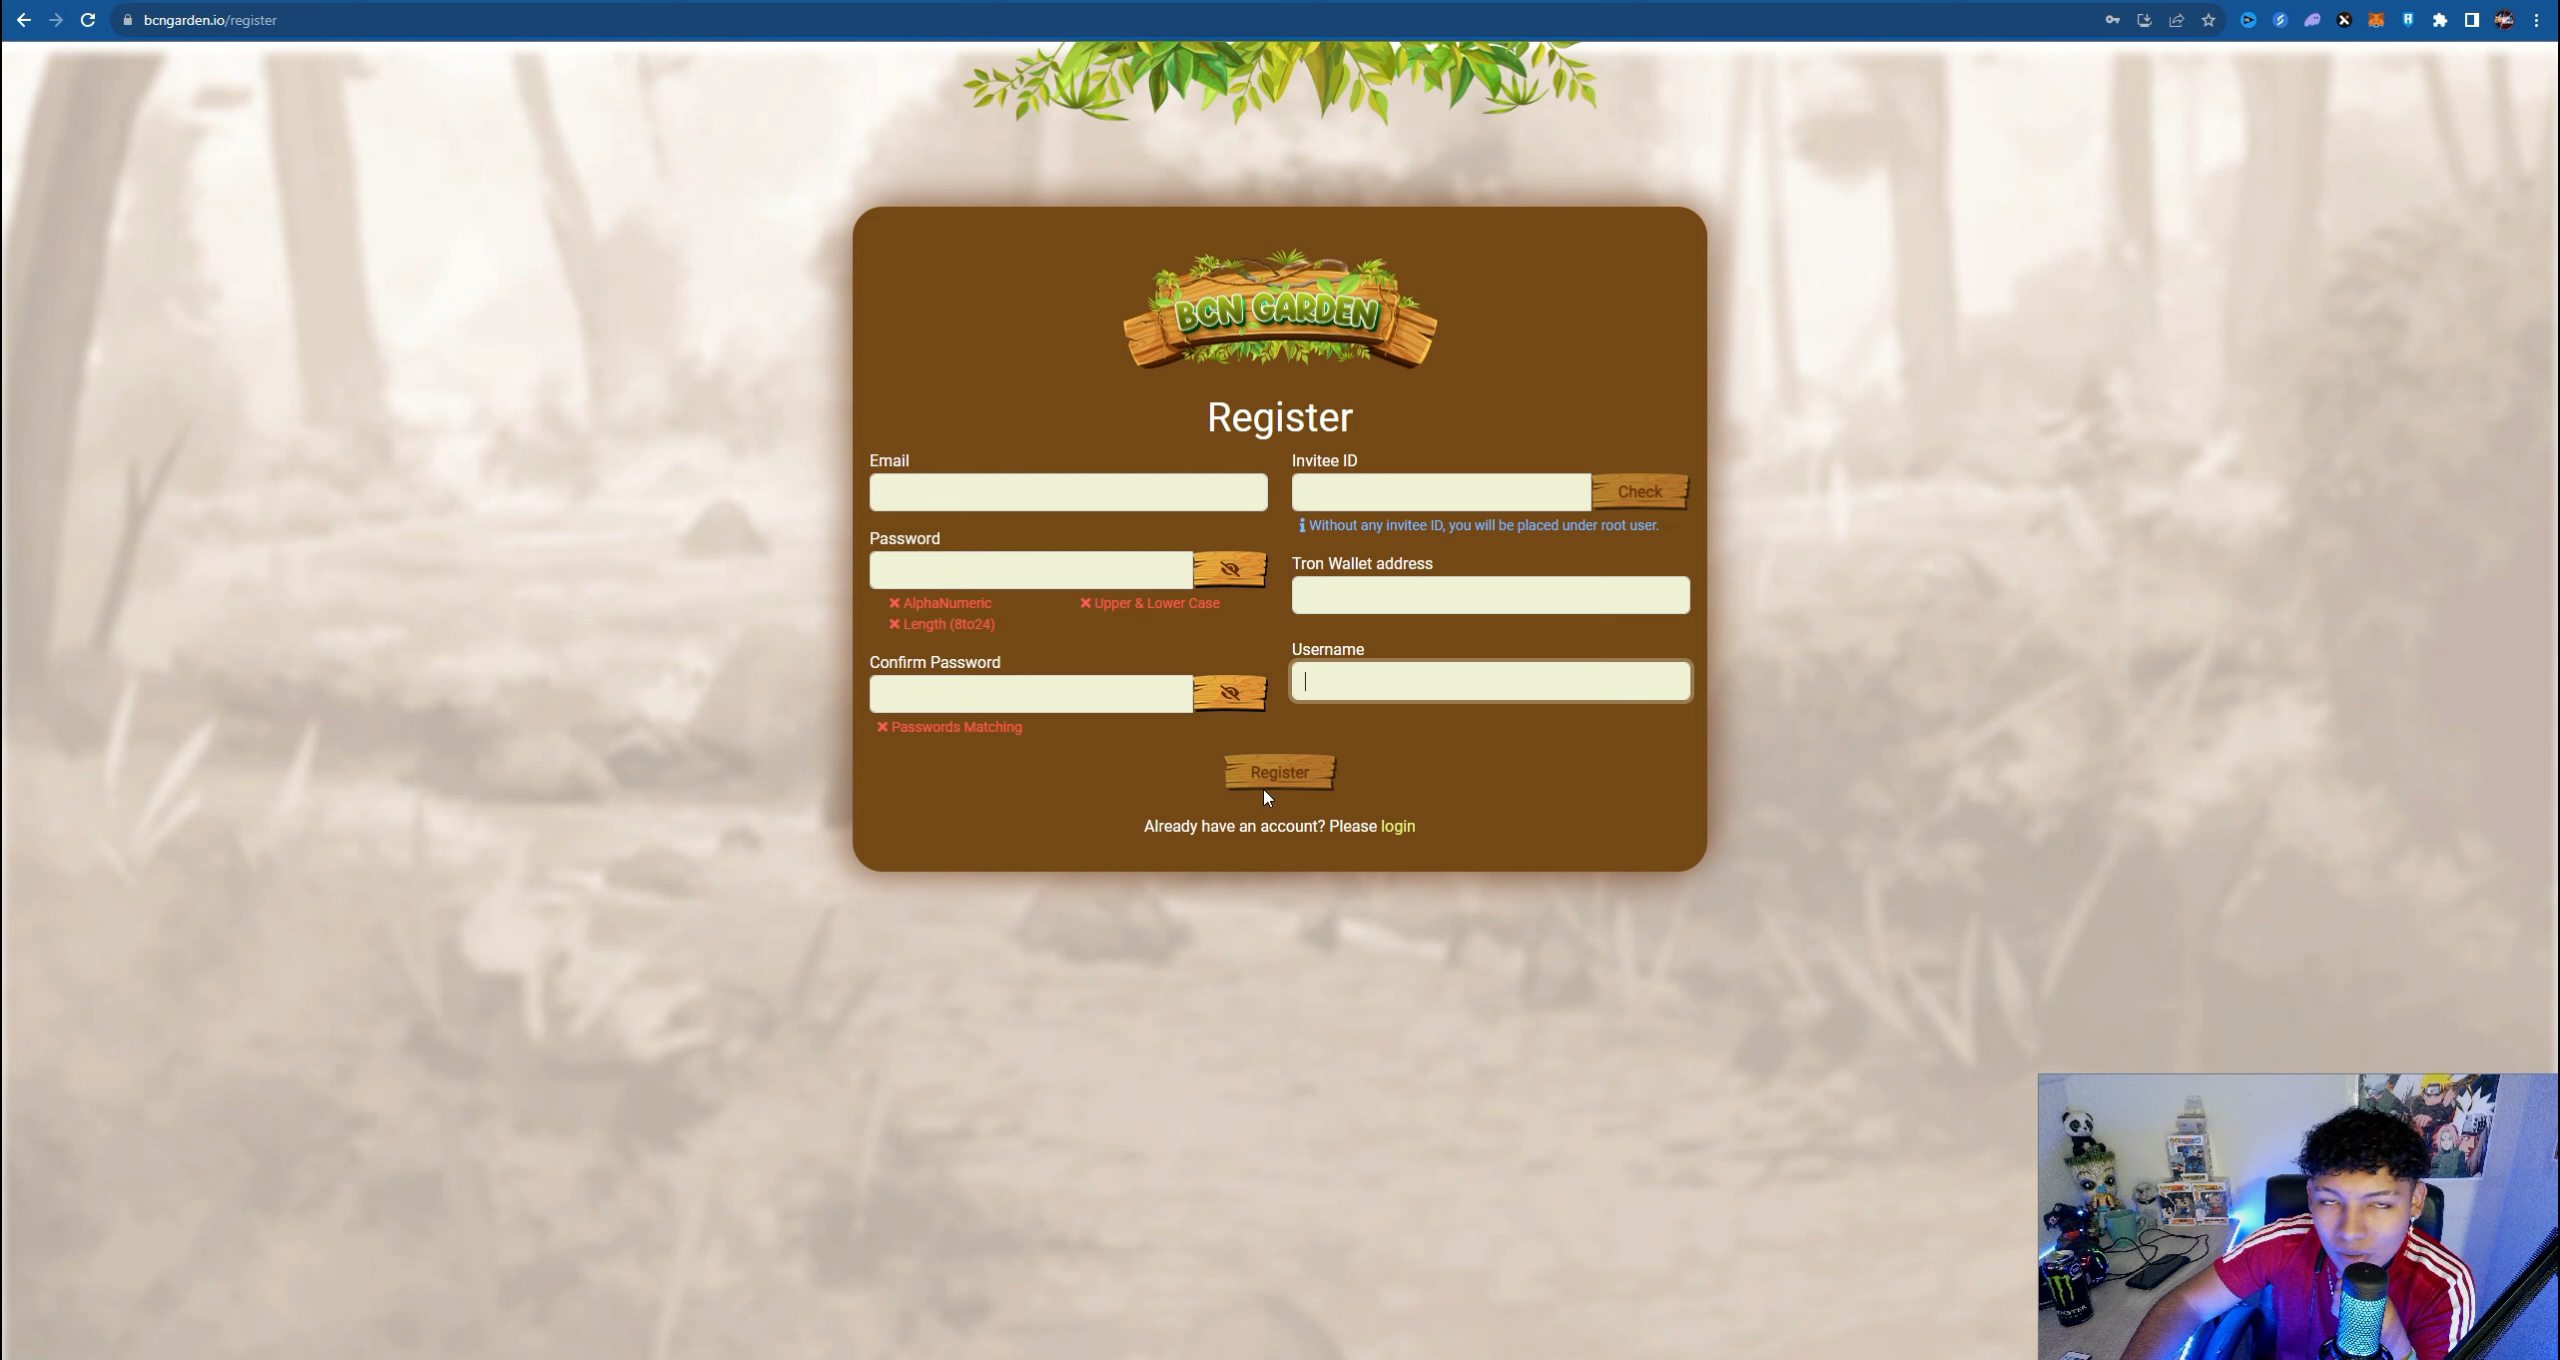 bcngarden.io/register
BCN GARDEN
Register
Email
Invitee ID
Check
Without any invitee ID, you will be placed under root user.
Password
Tron Wallet address
AlphaNumeric
Upper & Lower Case
Length (8to24)
Username
Confirm Password
Passwords Matching
Register
Already have an account? Please login
MONSTER